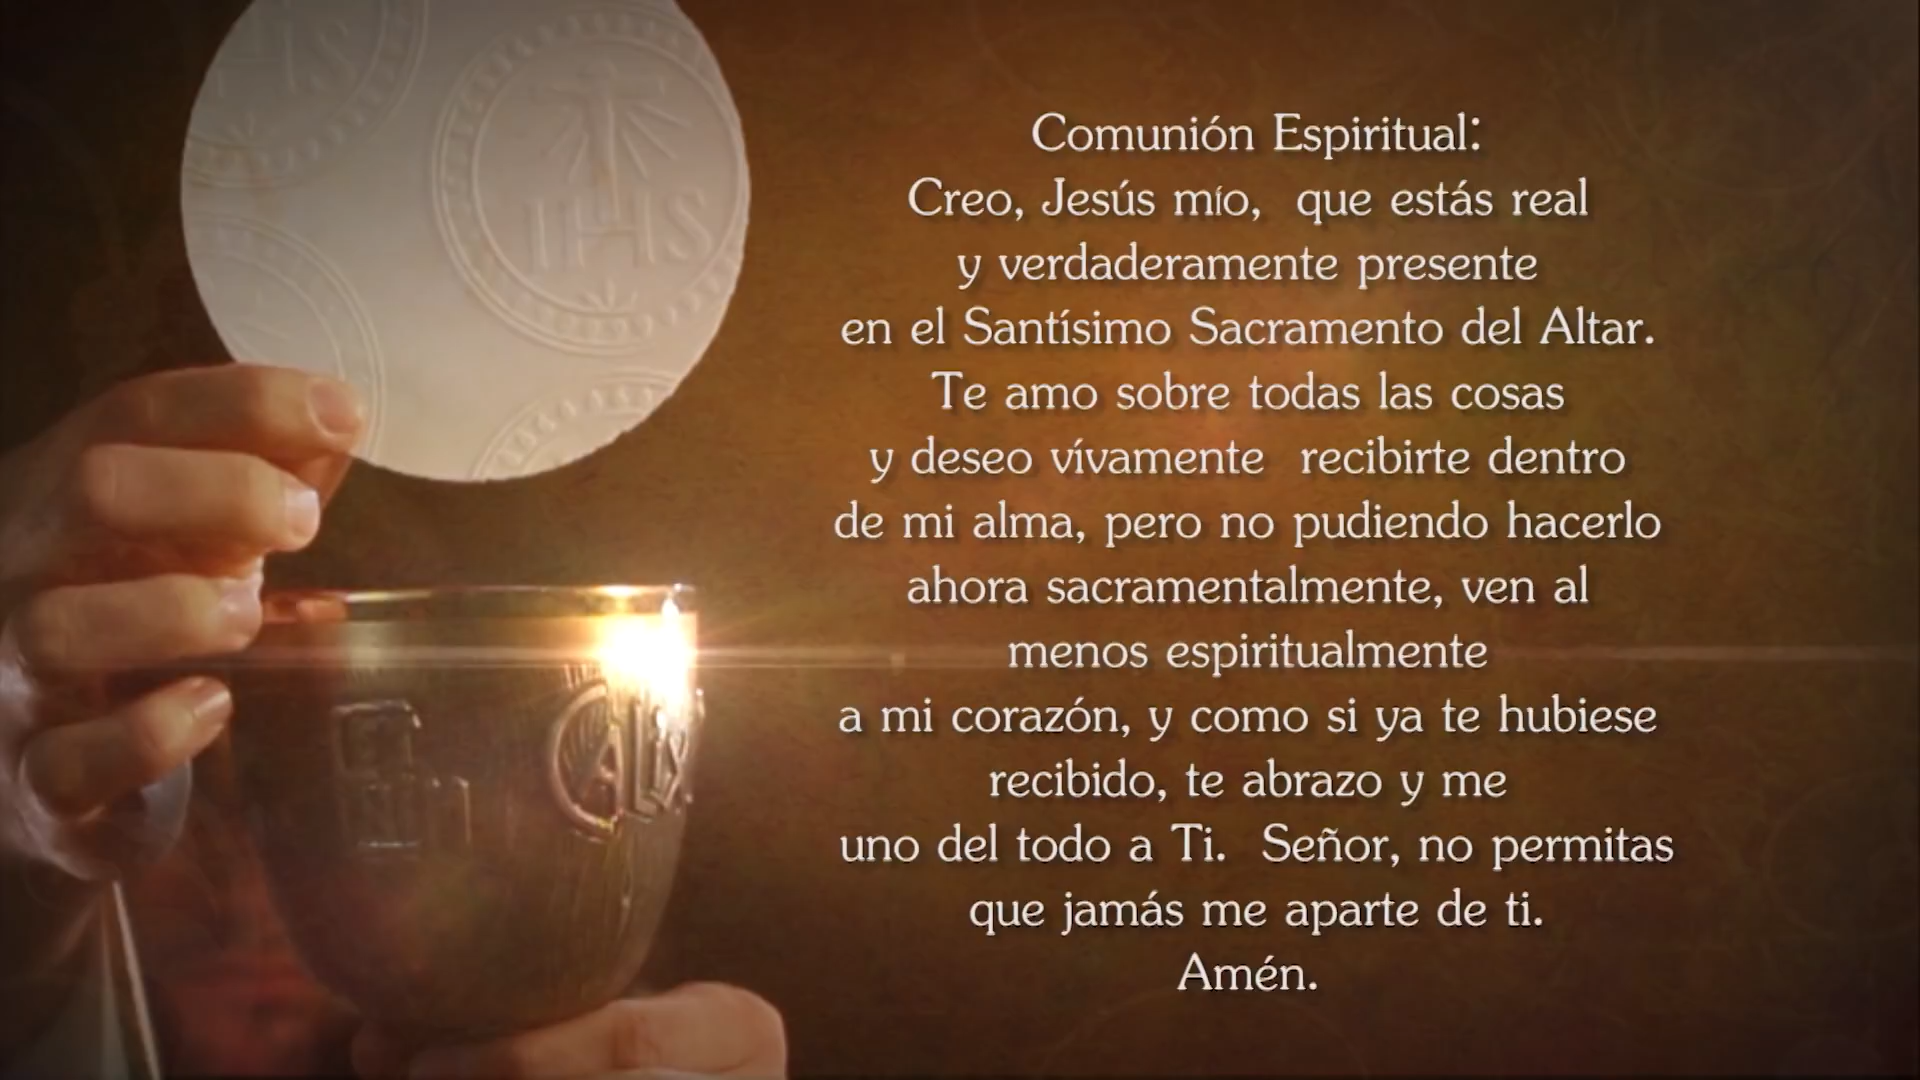 IHS
Comunión Espiritual:
Creo, Jesús mío,  que estás real
y verdaderamente presente
en el Santísimo Sacramento del Altar.
Te amo sobre todas las cosas
y deseo vívamente  recibirte dentro
de mi alma, pero no pudiendo hacerlo
ahora sacramentalmente, ven al
menos espiritualmente
a mi corazón, y como si ya te hubiese
recibido, te abrazo y me
uno del todo a Ti.  Señor, no permitas
que jamás me aparte de ti.
Amén.